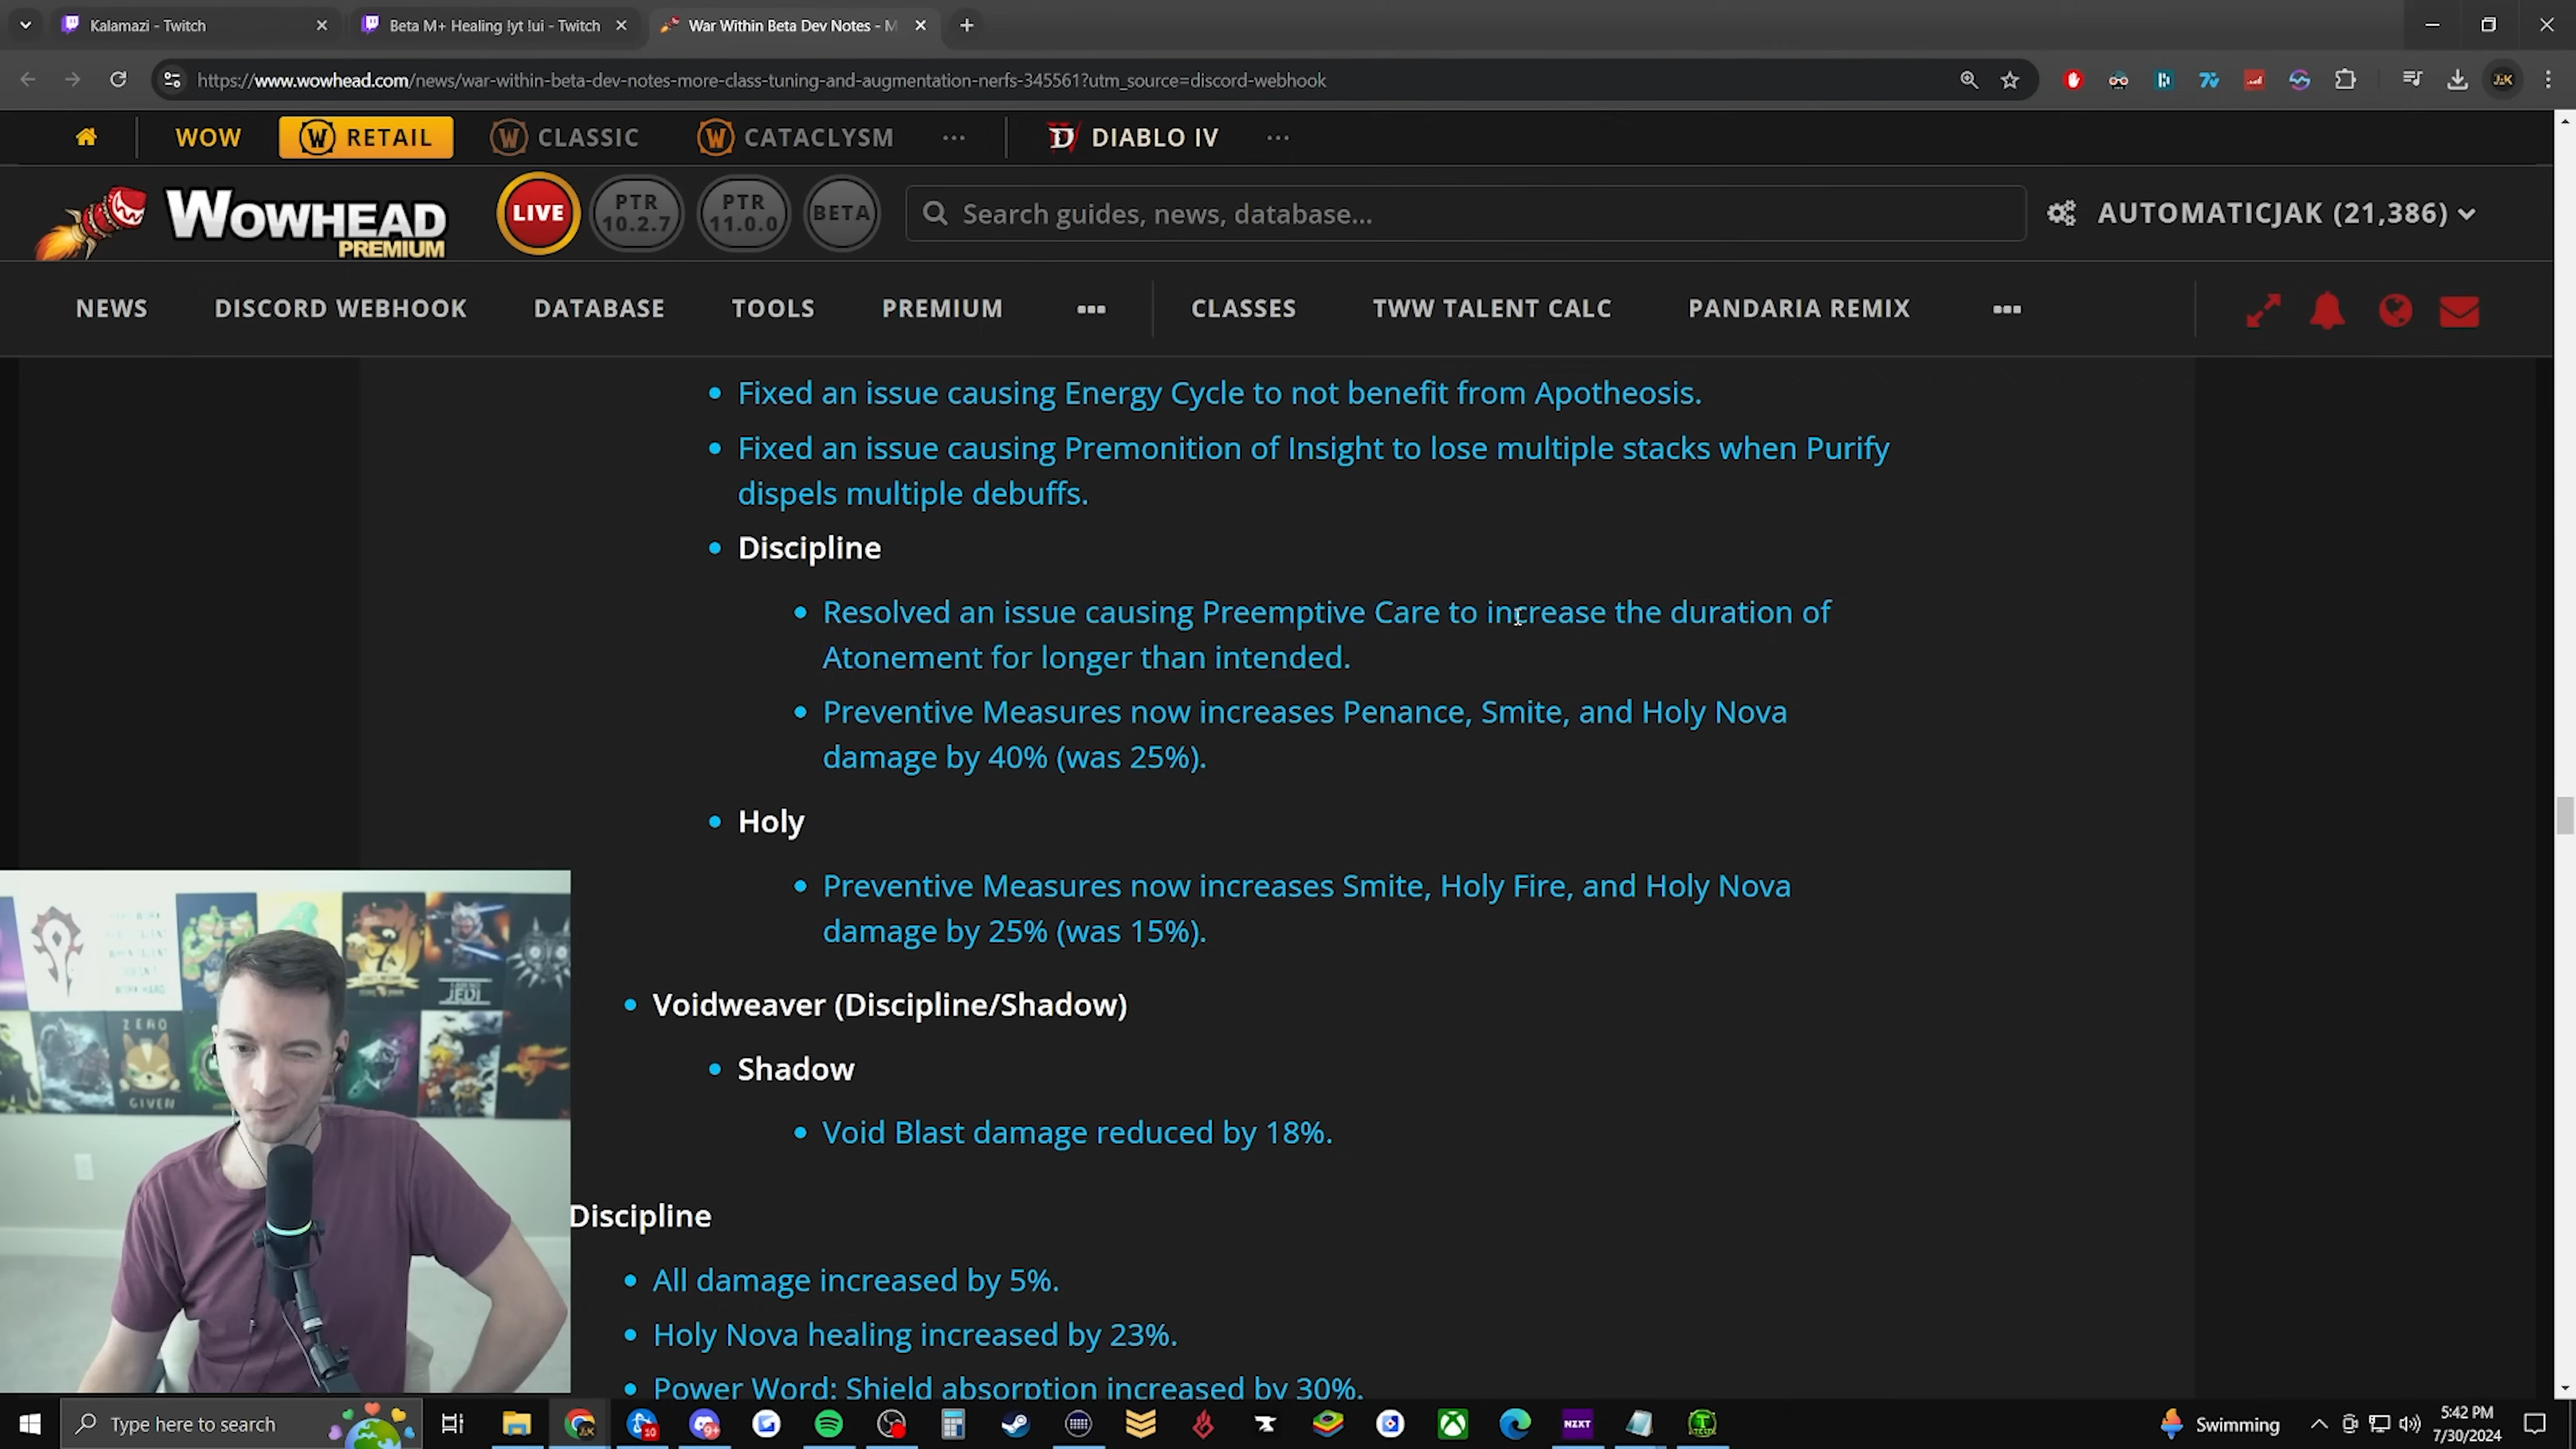 Kalamazi - Twitch
Beta M+ Healing !yt !ui - Twitch
War Within Beta Dev Notes - M
https://www.wowhead.com/news/war-within-beta-dev-notes-more-class-tuning-and-augmentation-nerfs-345561?utm_source=discord-webhook
WOW
RETAIL
CLASSIC
CATACLYSM
DIABLO IV
WOWHEAD
PREMIUM
LIVE
PTR
10.2.7
PTR
11.0.0
BETA
Search guides, news, database...
AUTOMATICJAK (21,386)
NEWS
DISCORD WEBHOOK
DATABASE
TOOLS
PREMIUM
CLASSES
TWW TALENT CALC
PANDARIA REMIX
Fixed an issue causing Energy Cycle to not benefit from Apotheosis.
Fixed an issue causing Premonition of Insight to lose multiple stacks when Purify
dispels multiple debuffs.
Discipline
Resolved an issue causing Preemptive Care to increase the duration of
Atonement for longer than intended.
Preventive Measures now increases Penance, Smite, and Holy Nova
damage by 40% (was 25%).
Holy
Preventive Measures now increases Smite, Holy Fire, and Holy Nova
damage by 25% (was 15%).
Voidweaver (Discipline/Shadow)
Shadow
Void Blast damage reduced by 18%.
Discipline
All damage increased by 5%.
Holy Nova healing increased by 23%.
Power Word: Shield absorption increased by 30%.
JEDI
ZERO
GIVEN
Type here to search
10
9+
NZXT
Swimming
5:42 PM
7/30/2024